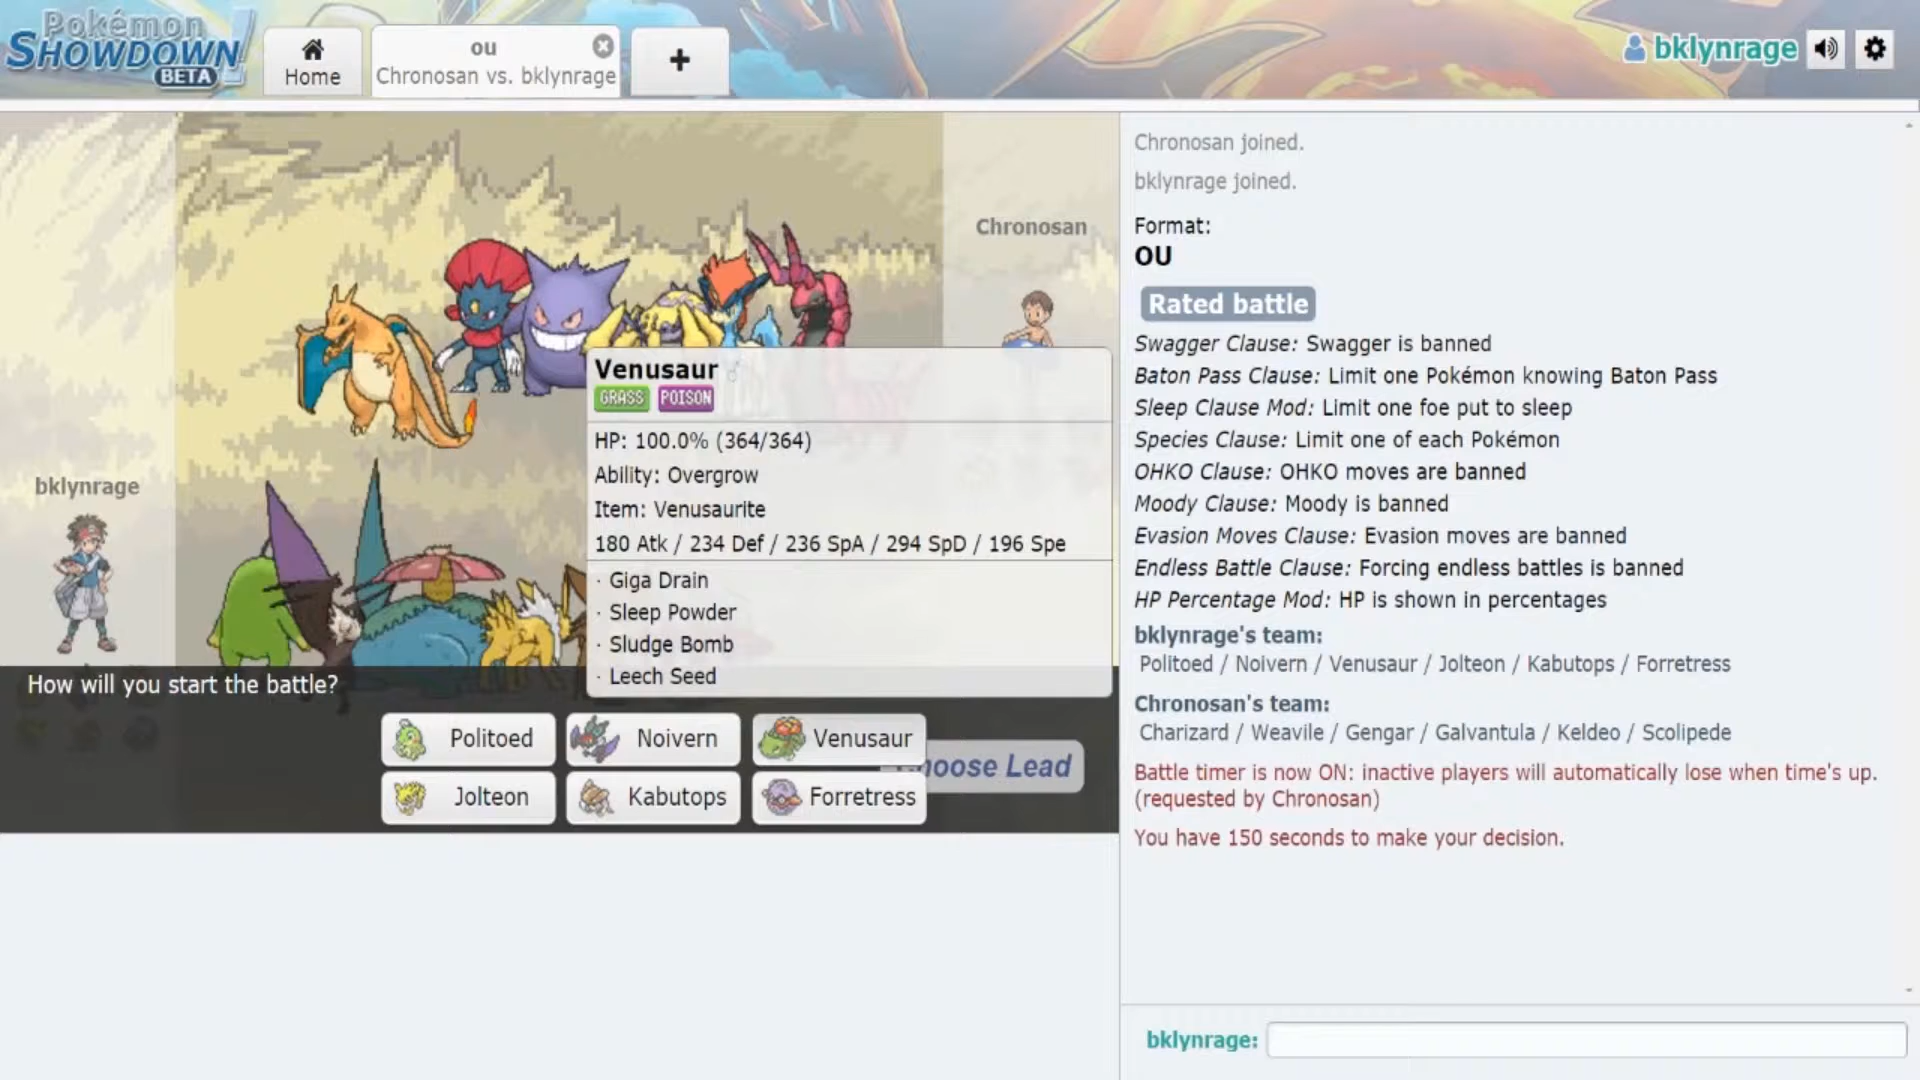 Pokémon
SHOWDOWN!
BETA
Home
ou
Chronosan vs. bklynrage
+
bklynrage
Chronosan joined.
bklynrage joined.
Format:
OU
Rated battle
Swagger Clause: Swagger is banned
Baton Pass Clause: Limit one Pokémon knowing Baton Pass
Sleep Clause Mod: Limit one foe put to sleep
Species Clause: Limit one of each Pokémon
OHKO Clause: OHKO moves are banned
Moody Clause: Moody is banned
Evasion Moves Clause: Evasion moves are banned
Endless Battle Clause: Forcing endless battles is banned
HP Percentage Mod: HP is shown in percentages
bklynrage's team:
Politoed / Noivern / Venusaur / Jolteon / Kabutops / Forretress
Chronosan's team:
Charizard / Weavile / Gengar / Galvantula / Keldeo / Scolipede
Battle timer is now ON: inactive players will automatically lose when time's up.
(requested by Chronosan)
You have 150 seconds to make your decision.
bklynrage:
Chronosan
bklynrage
Venusaur
GRASS POISON
HP: 100.0% (364/364)
Ability: Overgrow
Item: Venusaurite
180 Atk / 234 Def / 236 SpA / 294 SpD / 196 Spe
· Giga Drain
· Sleep Powder
· Sludge Bomb
· Leech Seed
How will you start the battle?
Politoed
Noivern
Venusaur
Jolteon
Kabutops
Forretress
Lead